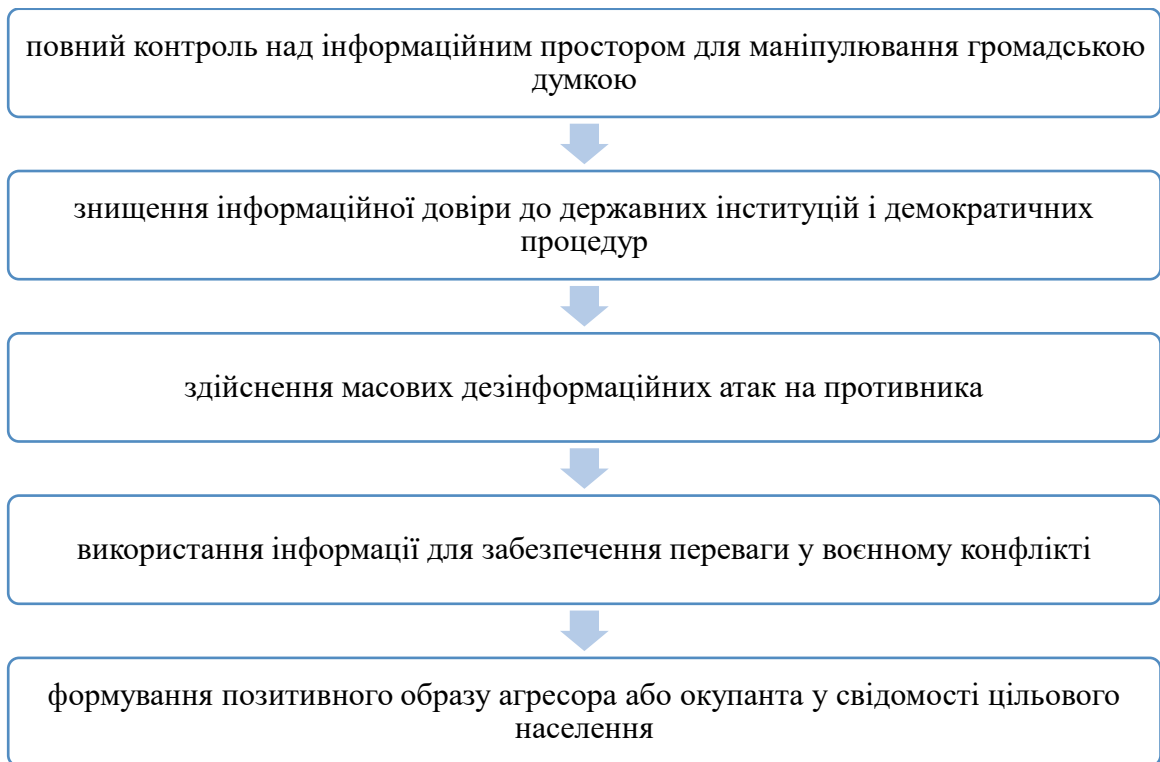 повний контроль над інформаційним простором для маніпулювання громадською
думкою
знищення інформаційної довіри до державних інституцій і демократичних
процедур
здійснення масових дезінформаційних атак на противника
використання інформації для забезпечення переваги у воєнному конфлікті
формування позитивного образу агресора або окупанта у свідомості цільового
населення